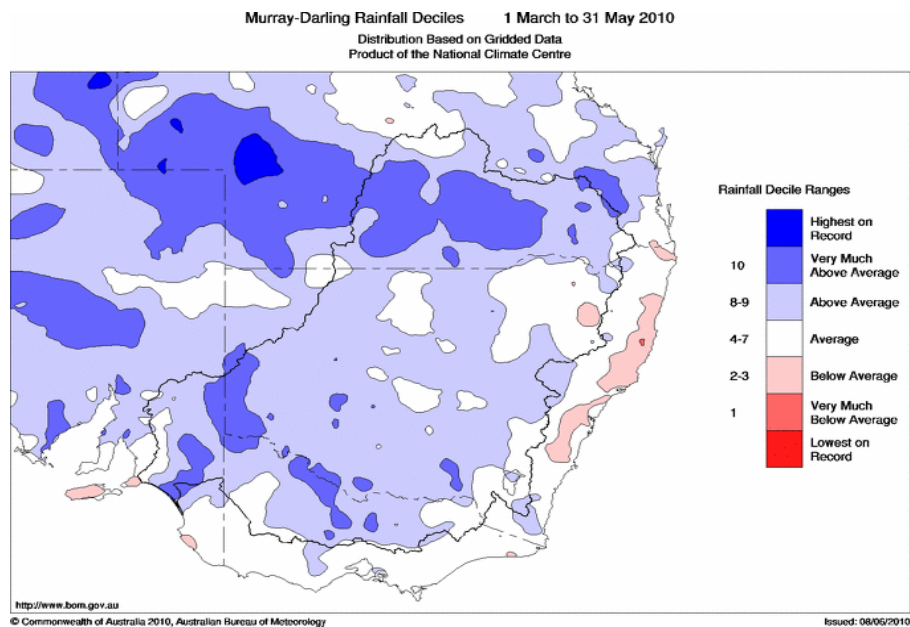 Murray-Darling Rainfall Deciles 1 March to 31 May 2010
Distribution Based on Gridded Data
Product of the National Climate Centre
Rainfall Decile Ranges
Highest on
Record
10 Very Much
Above Average
8-9 Above Average
4-7 Average
2-3 Below Average
1 Very Much
Below Average
Lowest on
Record
http://www.bom.gov.au
© Commonwealth of Australia 2010, Australian Bureau of Meteorology Issued: 08/06/2010